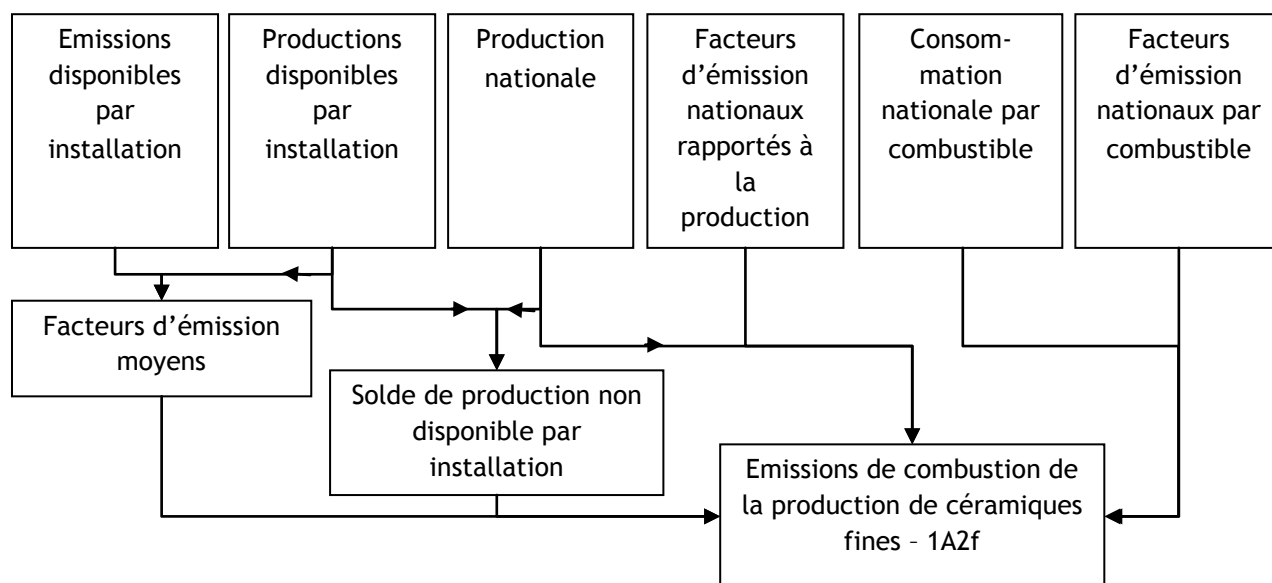 Emissions
disponibles
par
installation
Productions
disponibles
par
installation
Production
nationale
Facteurs
d’émission
nationaux
rapportés à
la
production
Consom-
mation
nationale par
combustible
Facteurs
d’émission
nationaux par
combustible
Facteurs d’émission
moyens
Solde de production non
disponible par
installation
Emissions de combustion de
la production de céramiques
fines – 1A2f